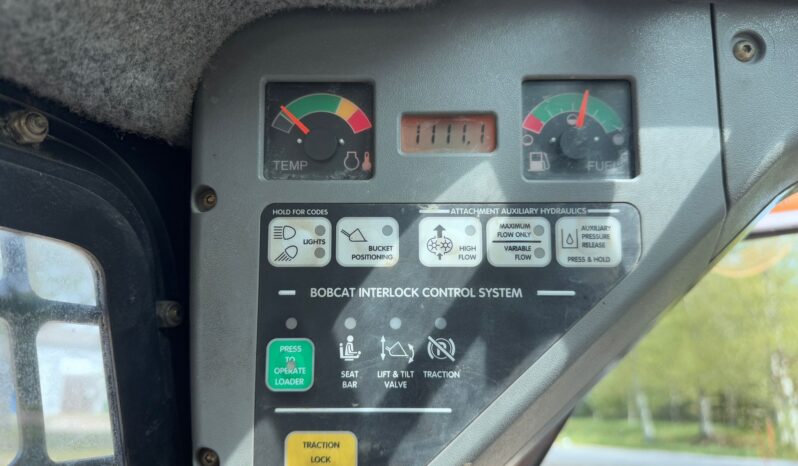 TEMP
1111.1
FUEL
HOLD FOR CODES
ATTACHMENT AUXILIARY HYDRAULICS
LIGHTS
BUCKET
POSITIONING
HIGH
FLOW
MAXIMUM
FLOW ONLY
VARIABLE
FLOW
AUXILIARY
PRESSURE
RELEASE
PRESS & HOLD
BOBCAT INTERLOCK CONTROL SYSTEM
PRESS
TO
OPERATE
LOADER
SEAT
BAR
LIFT & TILT
VALVE
TRACTION
TRACTION
LOCK